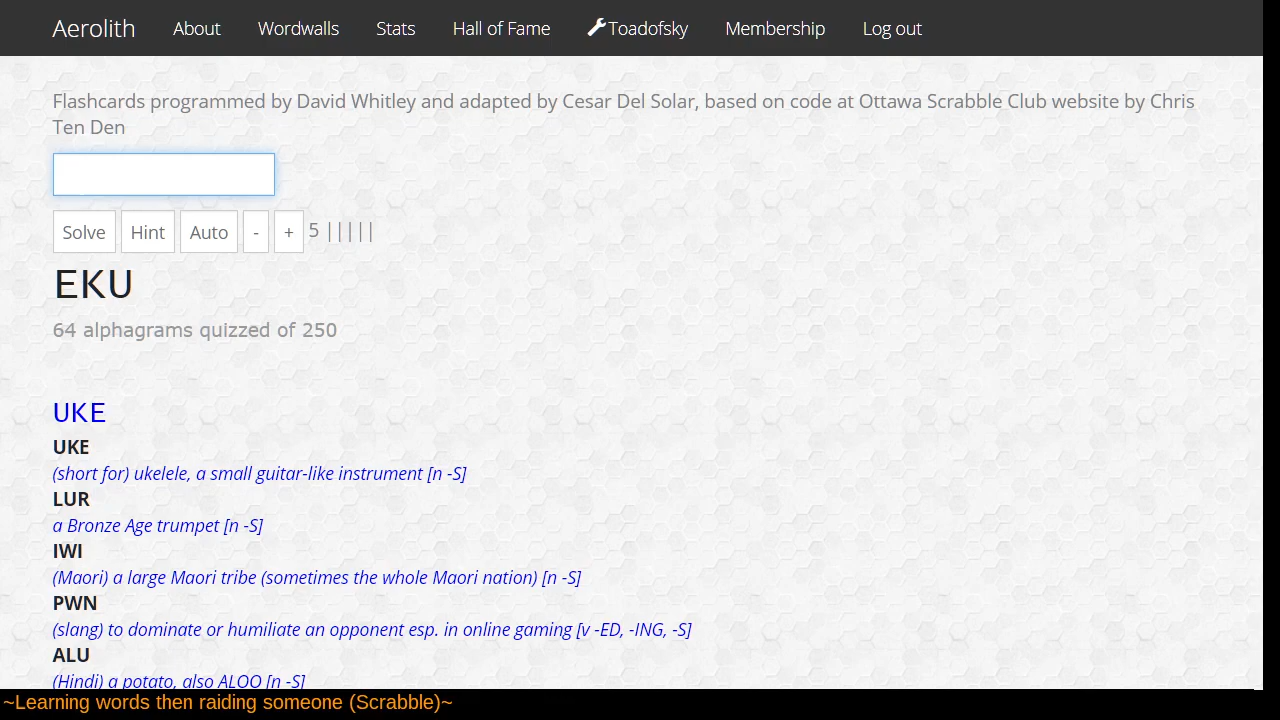 Aerolith About Wordwalls Stats Hall of Fame Toadofsky Membership Log out
Flashcards programmed by David Whitley and adapted by Cesar Del Solar, based on code at Ottawa Scrabble Club website by Chris
Ten Den
Solve Hint Auto - + 5 |||||
EKU
64 alphagrams quizzed of 250
UKE
UKE
(short for) ukelele, a small guitar-like instrument [n -S]
LUR
a Bronze Age trumpet [n -S]
IWI
(Maori) a large Maori tribe (sometimes the whole Maori nation) [n -S]
PWN
(slang) to dominate or humiliate an opponent esp. in online gaming [v -ED, -ING, -S]
ALU
(Hindi) a potato, also ALOO [n -S]
~Learning words then raiding someone (Scrabble)~